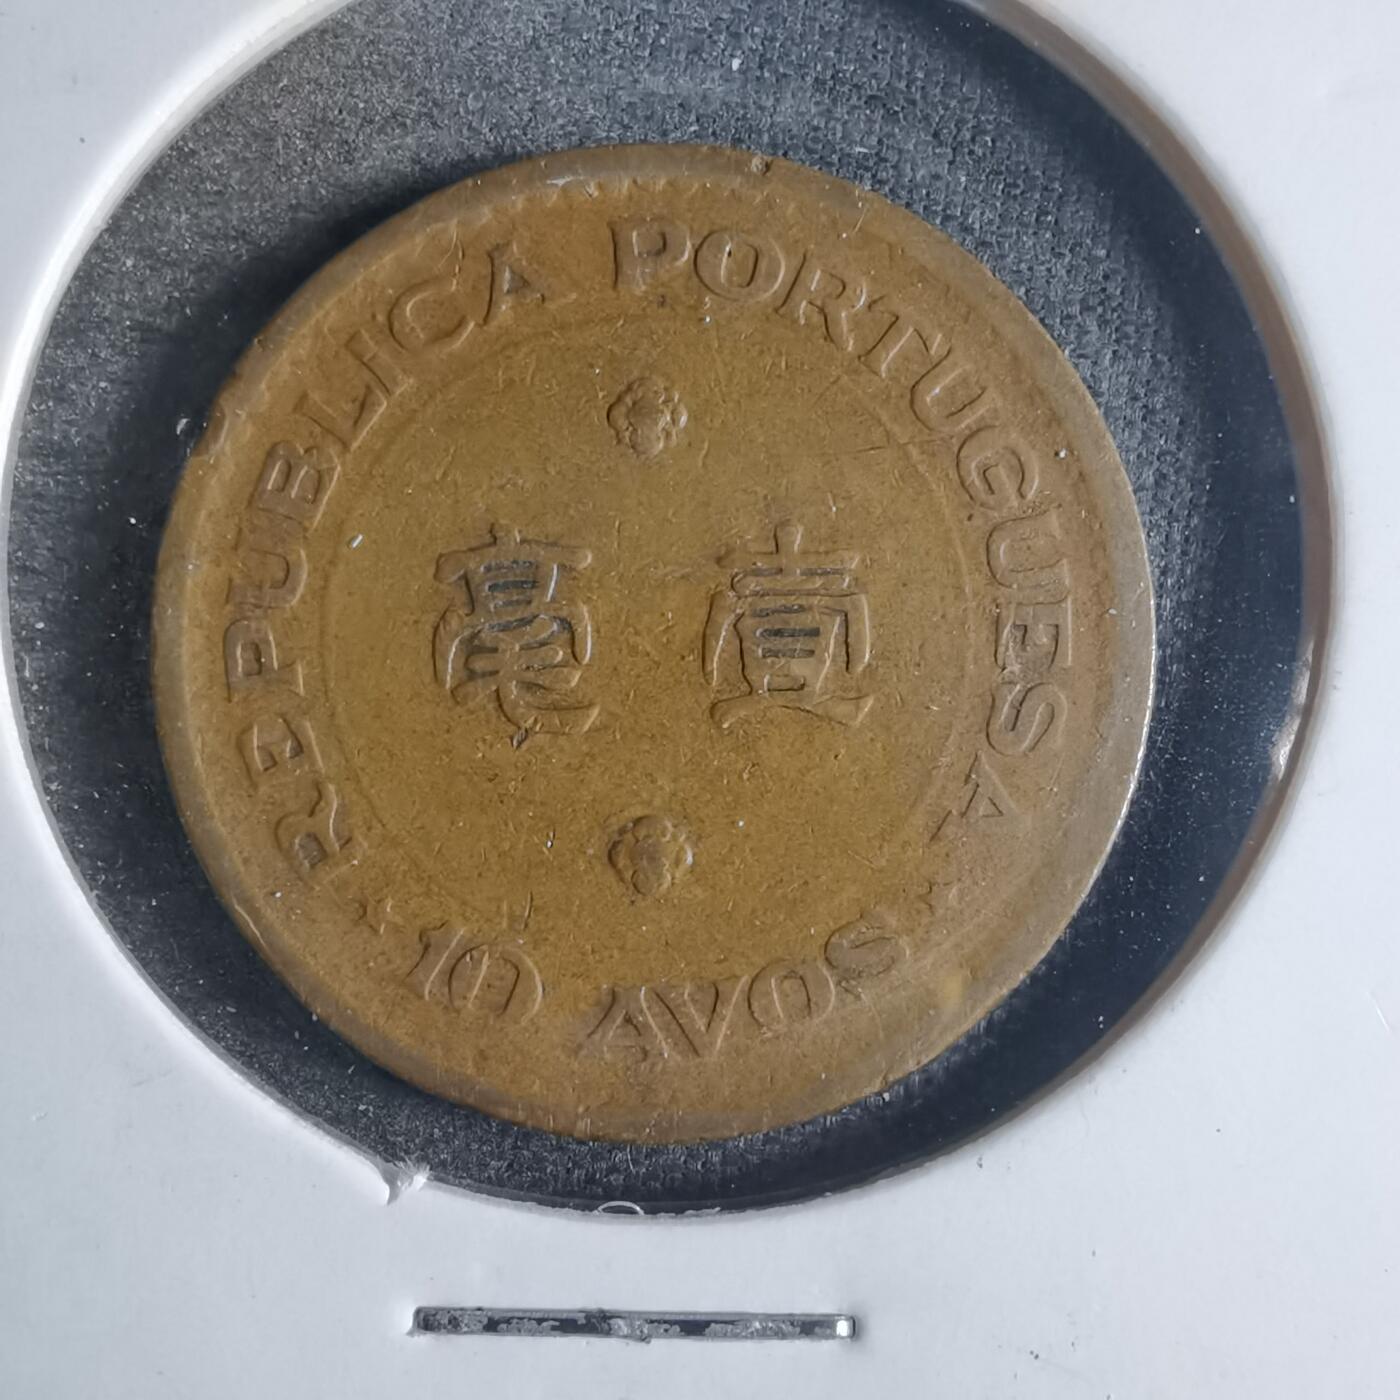 REPUBLICA PORTUGUESA
毫 壹
10 AVOS